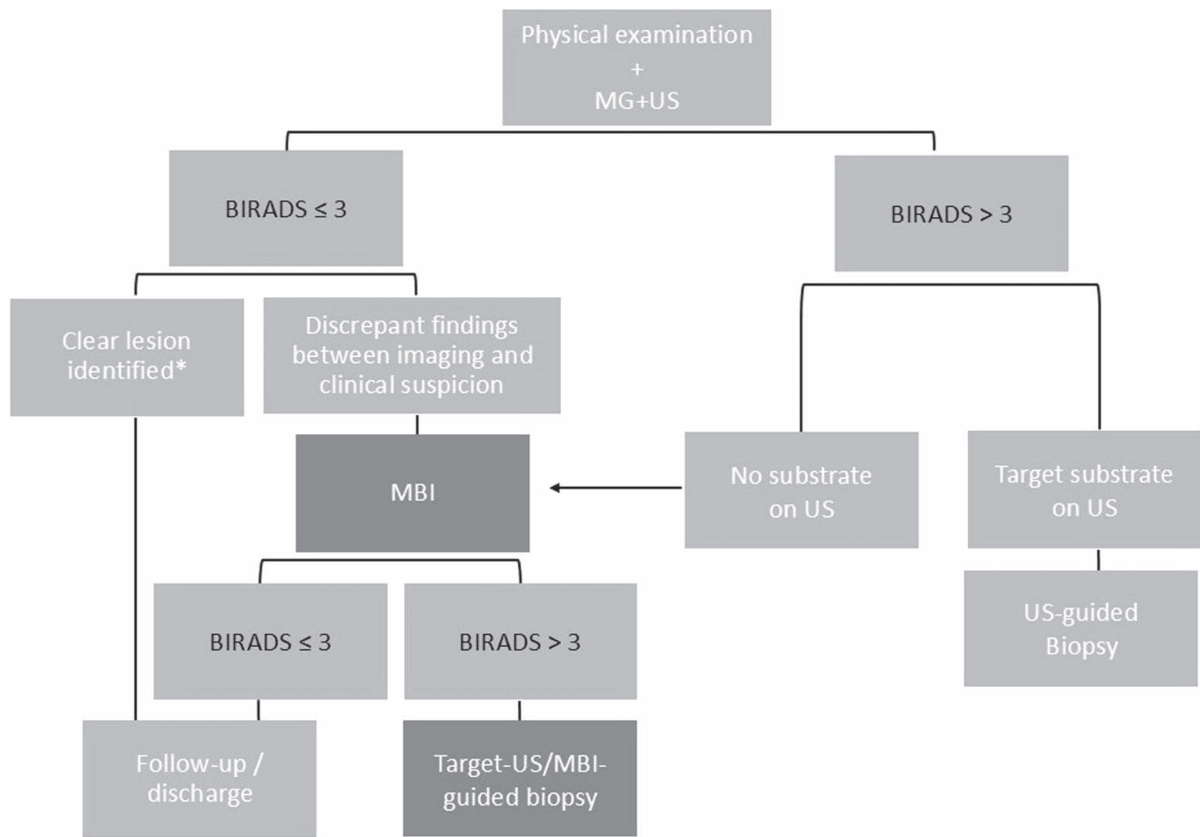 Physical examination
+
MG+US
BIRADS ≤ 3
BIRADS > 3
Clear lesion
identified*
Discrepant findings
between imaging and
clinical suspicion
MBI
No substrate
on US
Target substrate
on US
BIRADS ≤ 3
BIRADS > 3
US-guided
Biopsy
Follow-up /
discharge
Target-US/MBI-
guided biopsy